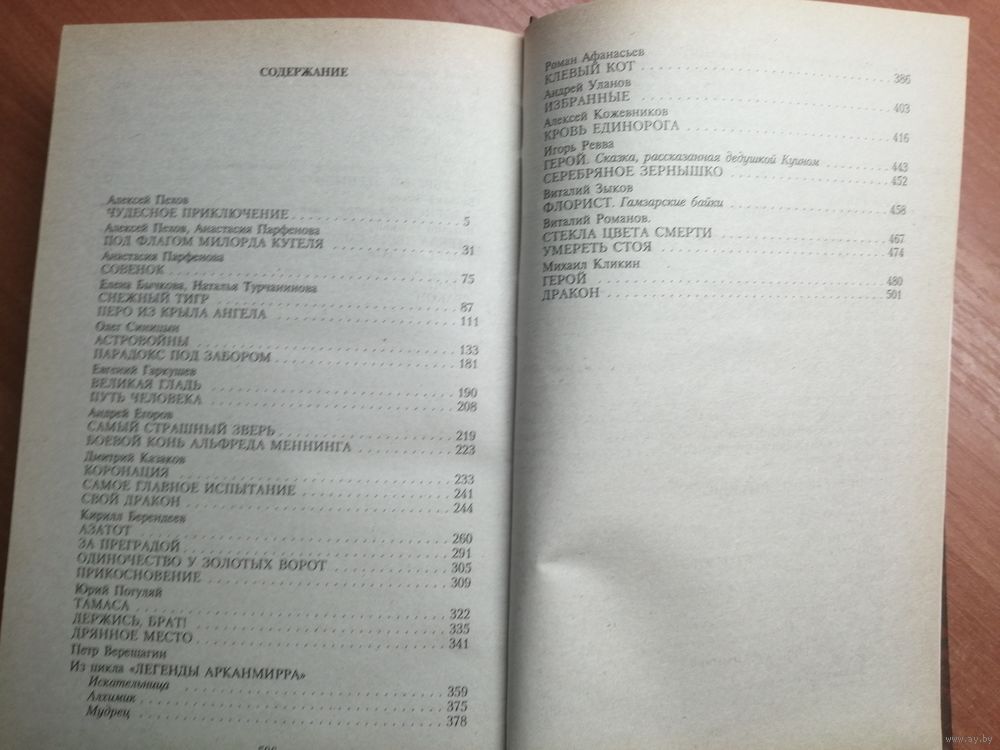 СОДЕРЖАНИЕ
Алексей Пехов
ЧУДЕСНОЕ ПРИКЛЮЧЕНИЕ 5
Алексей Пехов, Анастасия Парфенова
ПОД ФЛАГОМ МИЛОРДА КУГЕЛЯ 31
Анастасия Парфенова
СОВЕНОК 75
Елена Бычкова, Наталья Турчанинова
СНЕЖНЫЙ ТИГР 87
ПЕРО ИЗ КРЫЛА АНГЕЛА 111
Олег Синицын
АСТРОВОЙНЫ 133
ПАРАДОКС ПОД ЗАБОРОМ 181
Евгений Гаркушев
ВЕЛИКАЯ ГЛАДЬ 190
ПУТЬ ЧЕЛОВЕКА 208
Андрей Егоров
САМЫЙ СТРАШНЫЙ ЗВЕРЬ 219
БОЕВОЙ КОНЬ АЛЬФРЕДА МЕННИНГА 223
Дмитрий Казаков
КОРОНАЦИЯ 233
САМОЕ ГЛАВНОЕ ИСПЫТАНИЕ 241
СВОЙ ДРАКОН 244
Кирилл Берендеев
АЗАТОТ 260
ЗА ПРЕГРАДОЙ 291
ОДИНОЧЕСТВО У ЗОЛОТЫХ ВОРОТ 305
ПРИКОСНОВЕНИЕ 309
Юрий Погуляй
ТАМАСА 322
ДЕРЖИСЬ, БРАТ! 335
ДРЯННОЕ МЕСТО 341
Петр Верещагин
Из цикла «ЛЕГЕНДЫ АРКАНМИРРА»
Искательница 359
Алхимик 375
Мудрец 378
Роман Афанасьев
КЛЕВЫЙ КОТ 386
Андрей Уланов
ИЗБРАННЫЕ 403
Алексей Кожевников
КРОВЬ ЕДИНОРОГА 416
Игорь Ревва
ГЕРОЙ. Сказка, рассказанная дедушкой Куином 443
СЕРЕБРЯНОЕ ЗЕРНЫШКО 452
Виталий Зыков
ФЛОРИСТ. Гамзарские байки 458
Виталий Романов.
СТЕКЛА ЦВЕТА СМЕРТИ 467
УМЕРЕТЬ СТОЯ 474
Михаил Кликин
ГЕРОЙ 480
ДРАКОН 501
www.ay.by